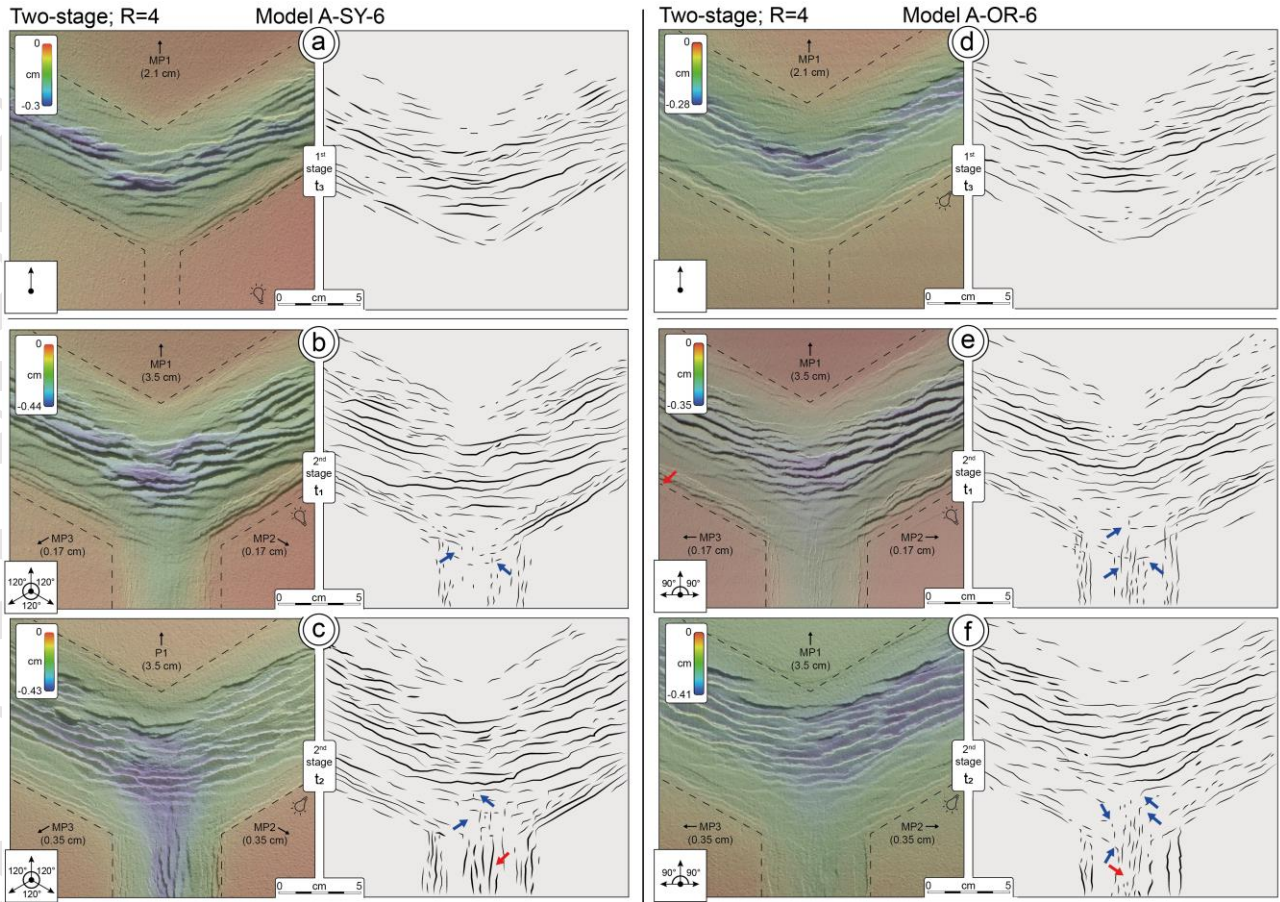 Two-stage; R=4 Model A-SY-6
a
0
cm
-0.3
MP1
(2.1 cm)
1st
stage
t3
0 cm 5
b
0
cm
-0.44
MP1
(3.5 cm)
2nd
stage
t1
MP3
(0.17 cm)
MP2
(0.17 cm)
120° 120°
120°
0 cm 5
c
0
cm
-0.43
P1
(3.5 cm)
2nd
stage
t2
MP3
(0.35 cm)
MP2
(0.35 cm)
120° 120°
120°
0 cm 5
Two-stage; R=4 Model A-OR-6
d
0
cm
-0.28
MP1
(2.1 cm)
1st
stage
t3
0 cm 5
e
0
cm
-0.35
MP1
(3.5 cm)
2nd
stage
t1
MP3
(0.17 cm)
MP2
(0.17 cm)
90° 90°
0 cm 5
f
0
cm
-0.41
MP1
(3.5 cm)
2nd
stage
t2
MP3
(0.35 cm)
MP2
(0.35 cm)
90° 90°
0 cm 5